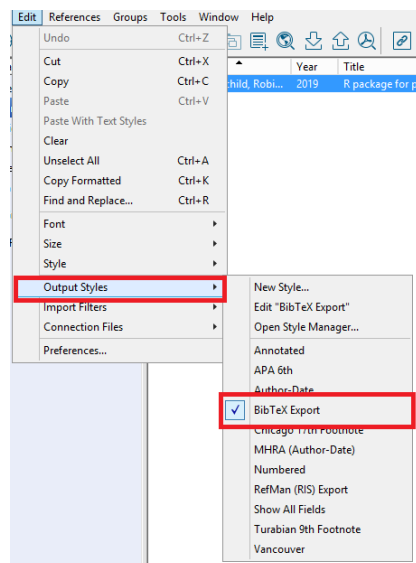 Edit References Groups Tools Window Help
Undo Ctrl+Z
Cut Ctrl+X
Year Title
Copy Ctrl+C
child, Robi... 2019 R package for p
Paste Ctrl+V
Paste With Text Styles
Clear
Unselect All Ctrl+A
Copy Formatted Ctrl+K
Find and Replace... Ctrl+R
Font
Size
Style
Output Styles
Import Filters
Connection Files
Preferences...
New Style...
Edit "BibTeX Export"
Open Style Manager...
Annotated
APA 6th
Author-Date
BibTeX Export
Chicago 17th Footnote
MHRA (Author-Date)
Numbered
RefMan (RIS) Export
Show All Fields
Turabian 9th Footnote
Vancouver